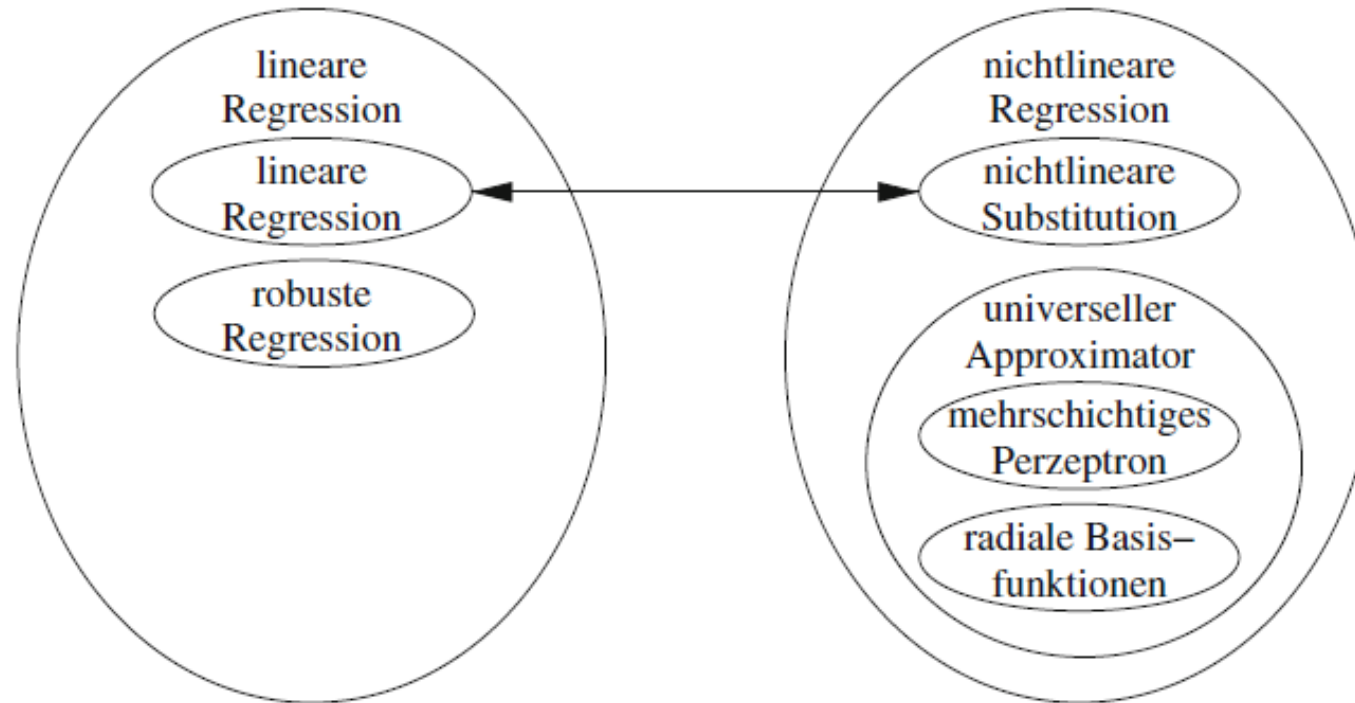 lineare
Regression
lineare
Regression
robuste
Regression
nichtlineare
Regression
nichtlineare
Substitution
universeller
Approximator
mehrschichtiges
Perzeptron
radiale Basis–
funktionen